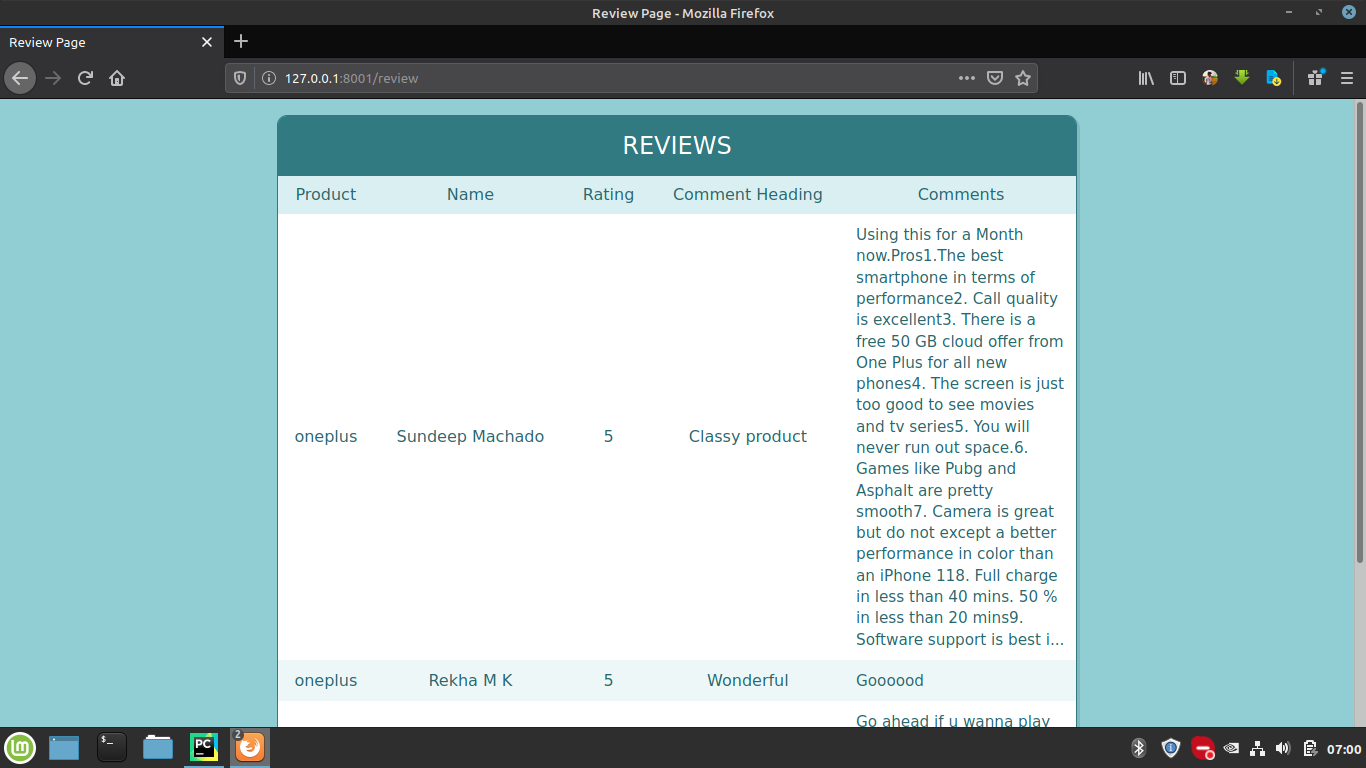 Review Page - Mozilla Firefox
Review Page
127.0.0.1:8001/review
REVIEWS
Product Name Rating Comment Heading Comments
Using this for a Month
now.Pros1.The best
smartphone in terms of
performance2. Call quality
is excellent3. There is a
free 50 GB cloud offer from
One Plus for all new
phones4. The screen is just
too good to see movies
and tv series5. You will
never run out space.6.
oneplus Sundeep Machado 5 Classy product
Games like Pubg and
Asphalt are pretty
smooth7. Camera is great
but do not except a better
performance in color than
an iPhone 118. Full charge
in less than 40 mins. 50 %
in less than 20 mins9.
Software support is best i...
oneplus Rekha M K 5 Wonderful Goooood
Go ahead if u wanna play
$_
PC
2
07:00